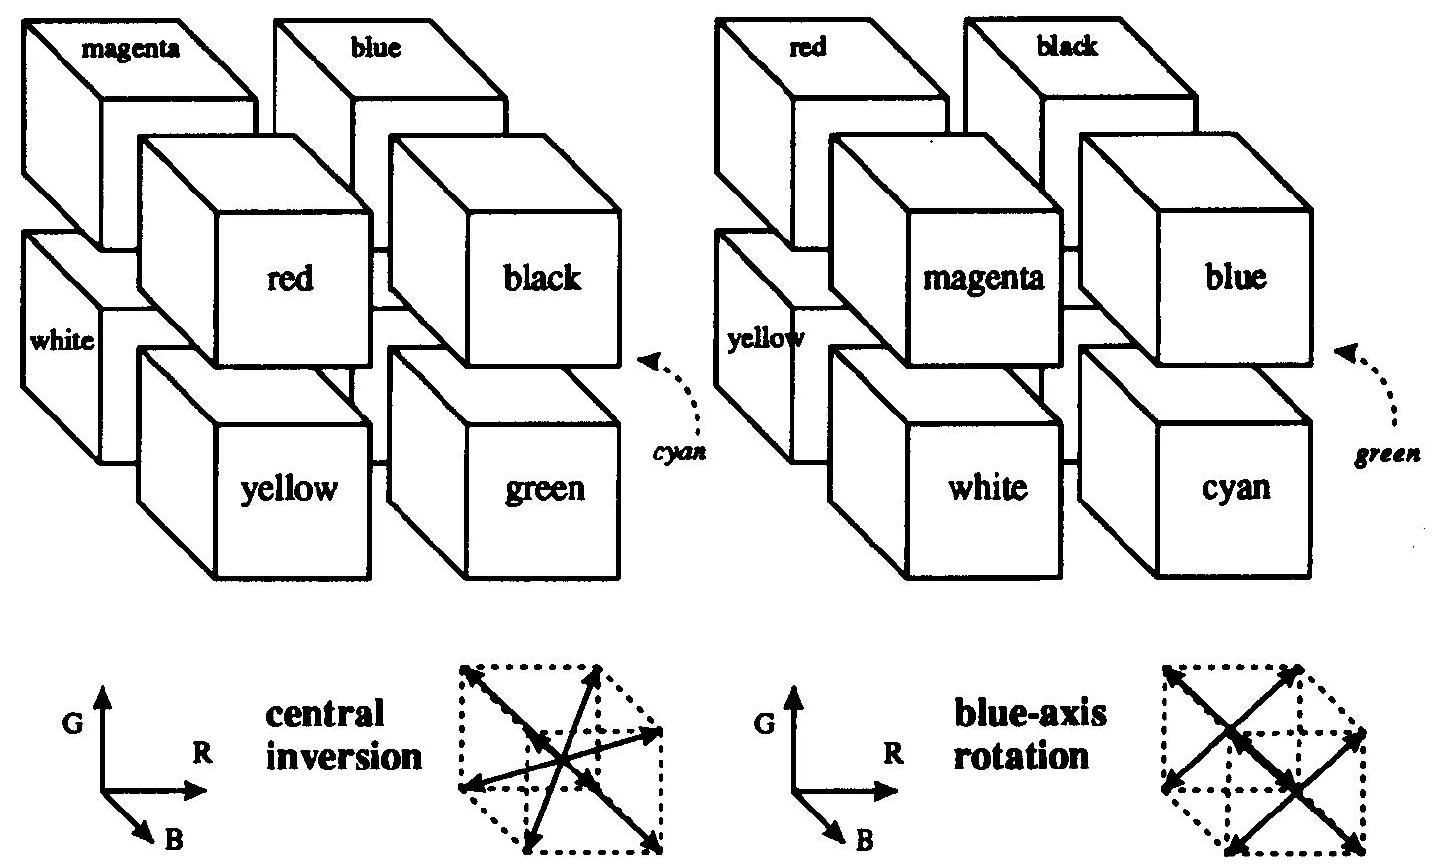 magenta
blue
red
black
red
black
magenta
blue
white
yellow
cyan
green
yellow
green
white
cyan
G
R
B
central
inversion
G
R
B
blue-axis
rotation